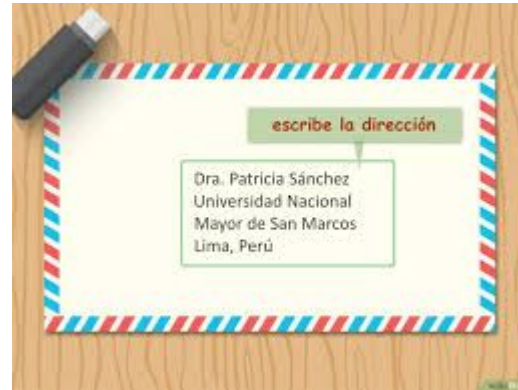 escribe la dirección
Dra. Patricia Sánchez
Universidad Nacional
Mayor de San Marcos
Lima, Perú